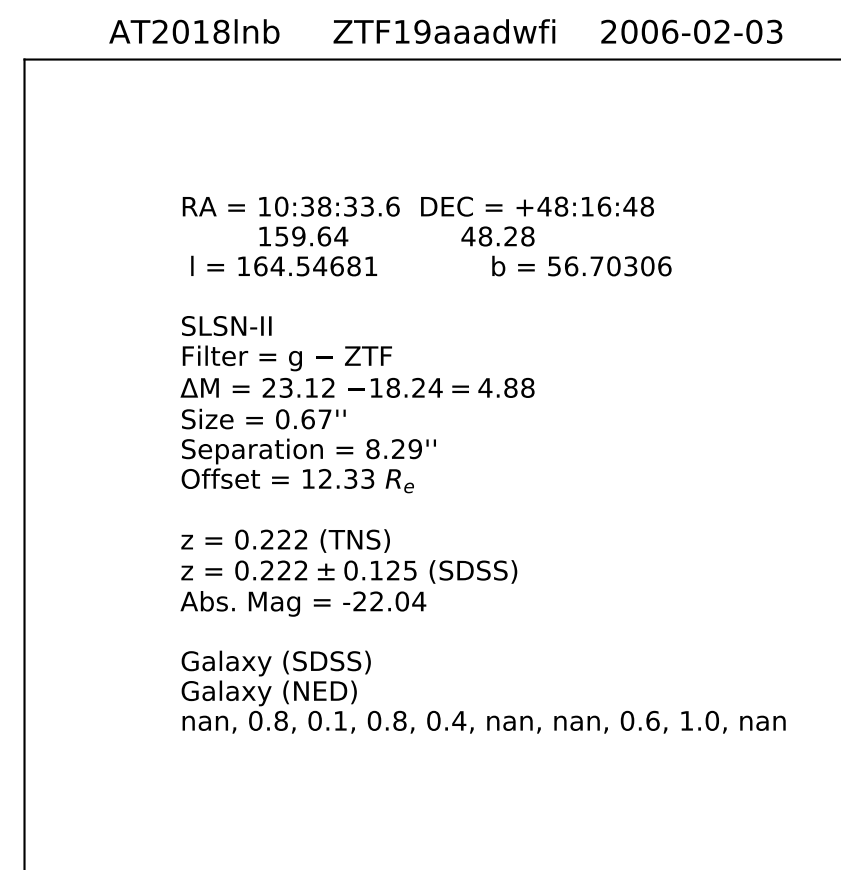 AT2018lnb ZTF19aaadwfi 2006-02-03
RA = 10:38:33.6 DEC = +48:16:48
159.64 48.28
l = 164.54681 b = 56.70306
SLSN-II
Filter = g − ZTF
ΔM = 23.12 −18.24 = 4.88
Size = 0.67''
Separation = 8.29''
Offset = 12.33 Rₑ
z = 0.222 (TNS)
z = 0.222 ± 0.125 (SDSS)
Abs. Mag = -22.04
Galaxy (SDSS)
Galaxy (NED)
nan, 0.8, 0.1, 0.8, 0.4, nan, nan, 0.6, 1.0, nan